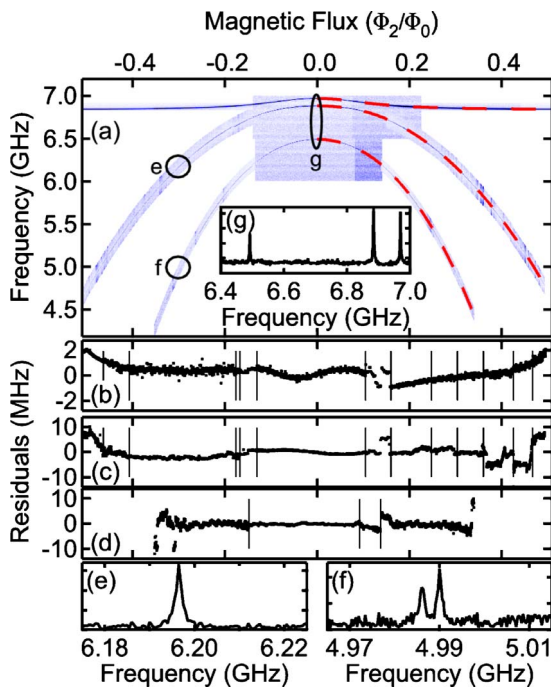 Magnetic Flux (Φ2/Φ0)
-0.4 -0.2 0.0 0.2 0.4
Frequency (GHz)
7.0
6.5
6.0
5.5
5.0
4.5
(a)
e
g
f
(g)
6.4 6.6 6.8 7.0
Frequency (GHz)
Residuals (MHz)
2
0
-2
(b)
10
0
-10
(c)
10
0
-10
(d)
(e)
6.18 6.20 6.22
Frequency (GHz)
(f)
4.97 4.99 5.01
Frequency (GHz)